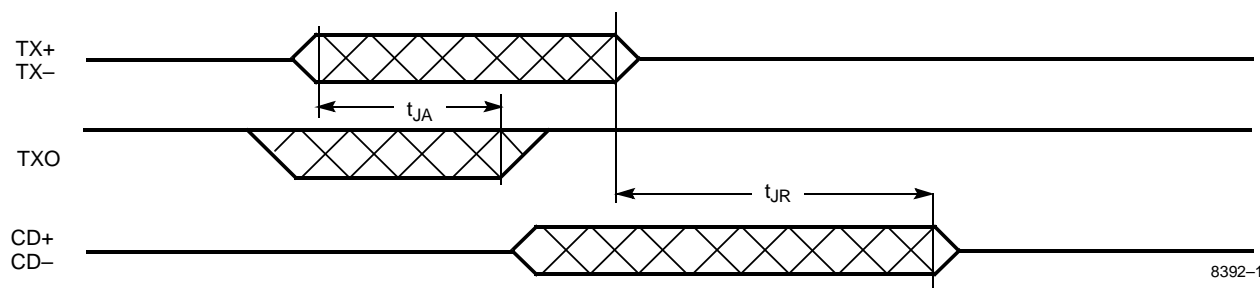 TX+
TX–
tJA
TXO
tJR
CD+
CD–
8392–1